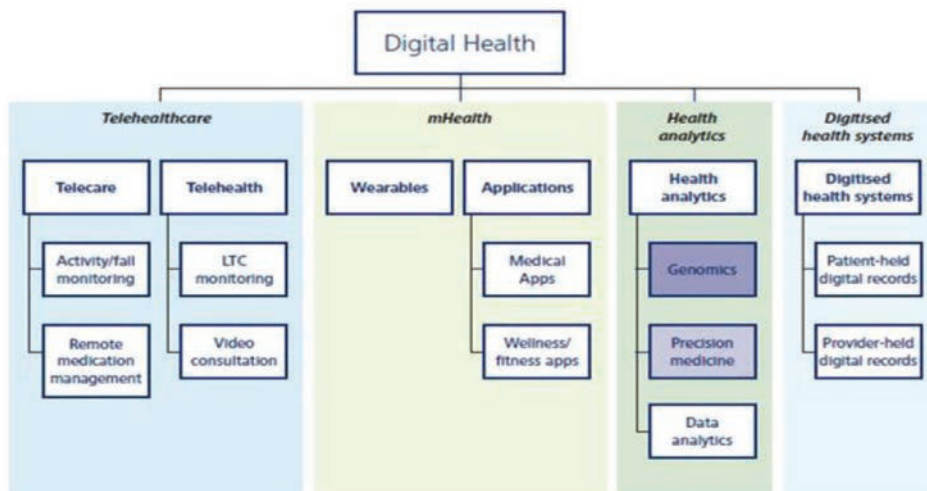 Digital Health
Telehealthcare
mHealth
Health
analytics
Digitised
health systems
Telecare
Telehealth
Wearables
Applications
Health
analytics
Digitised
health systems
Activity/fall
monitoring
LTC
monitoring
Medical
Apps
Genomics
Patient-held
digital records
Remote
medication
management
Video
consultation
Wellness/
fitness apps
Precision
medicine
Provider-held
digital records
Data
analytics